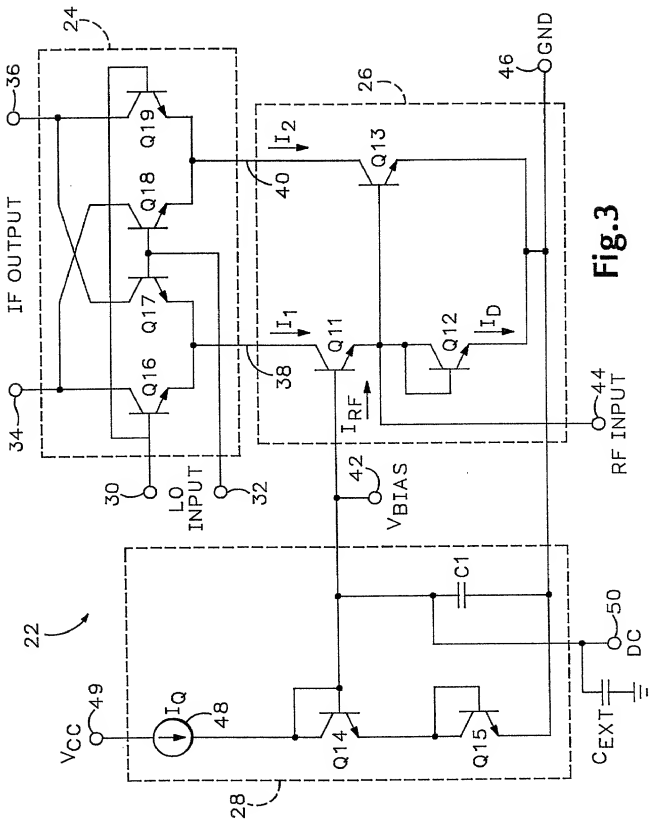 22
VCC
49
IQ
48
Q14
Q15
28
C1
CEXT
50
DC
VBIAS
42
LO
INPUT
30
32
34
IF OUTPUT
36
24
Q16
Q17
Q18
Q19
38
40
I1
I2
26
Q11
Q13
IRF
Q12
ID
44
RF INPUT
46
GND
Fig.3